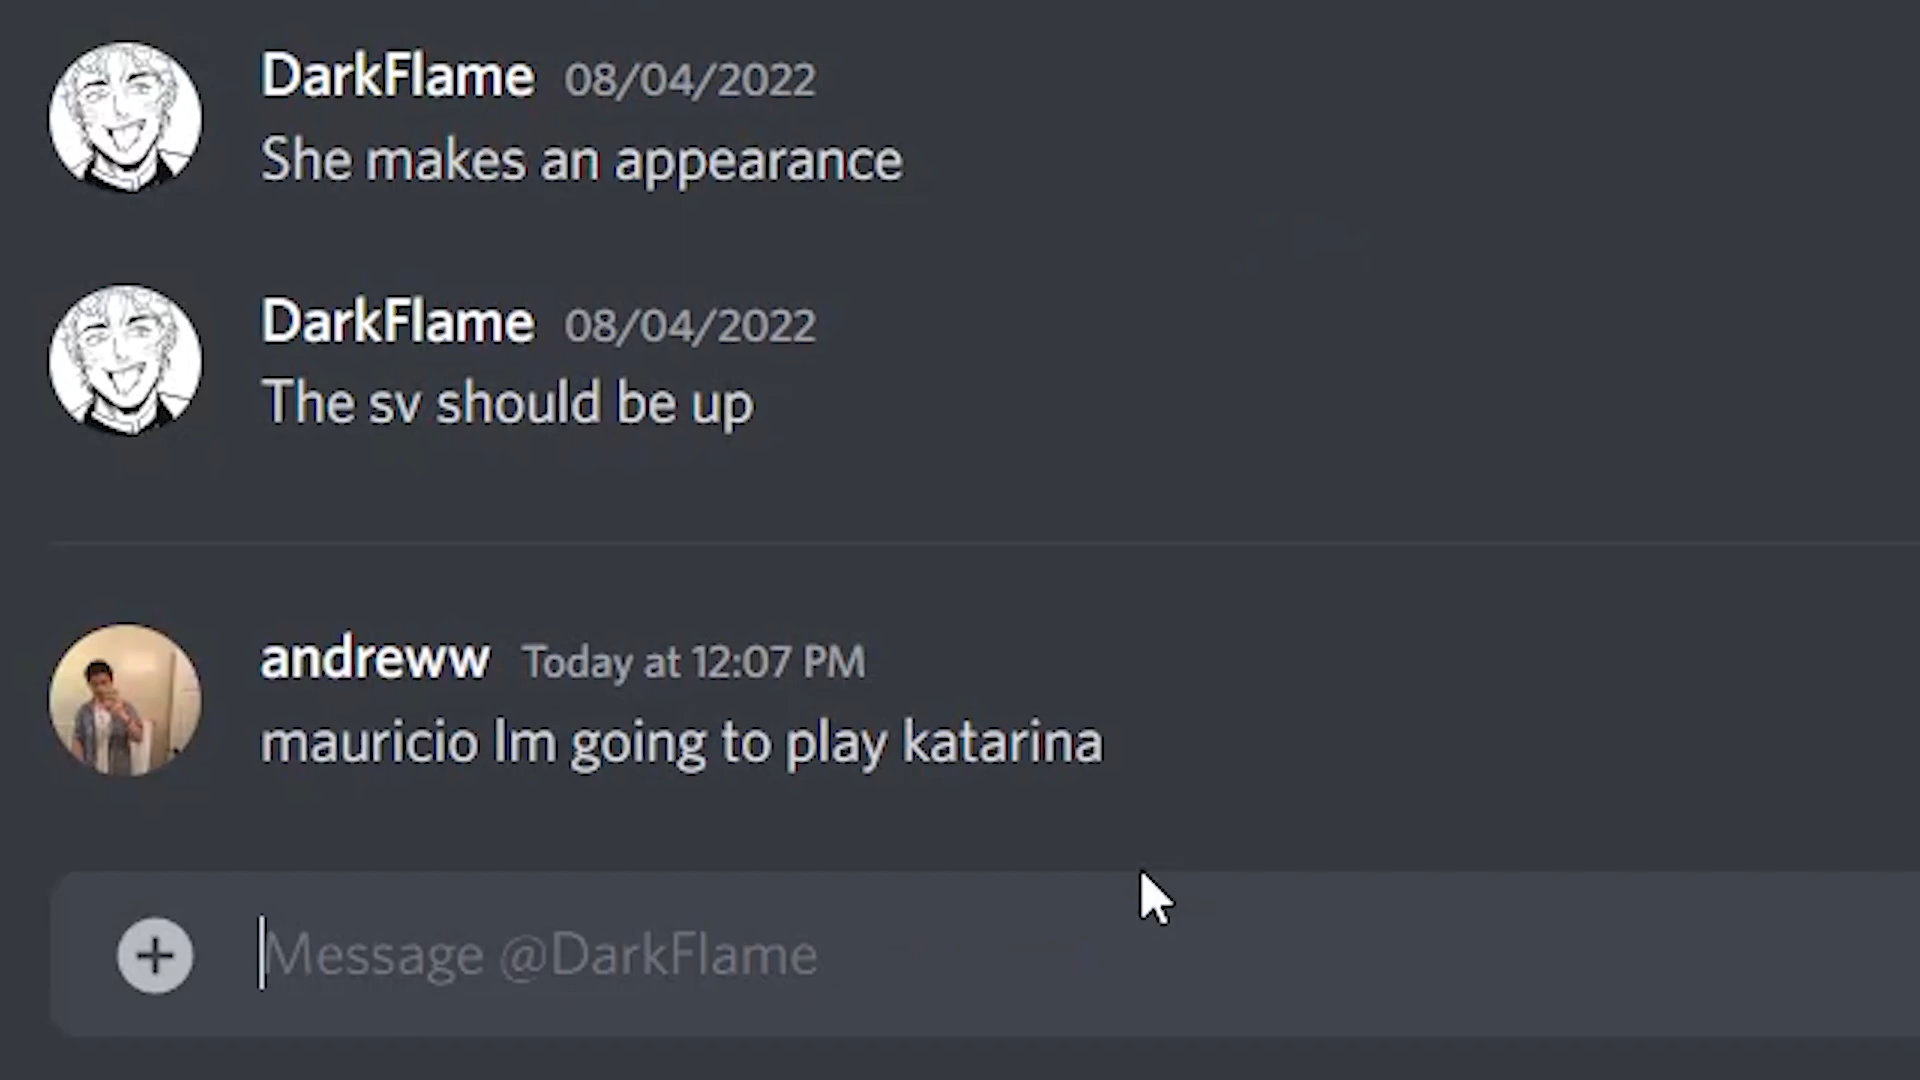 DarkFlame 08/04/2022
She makes an appearance
DarkFlame 08/04/2022
The sv should be up
andreww Today at 12:07 PM
mauricio Im going to play katarina
Message @DarkFlame